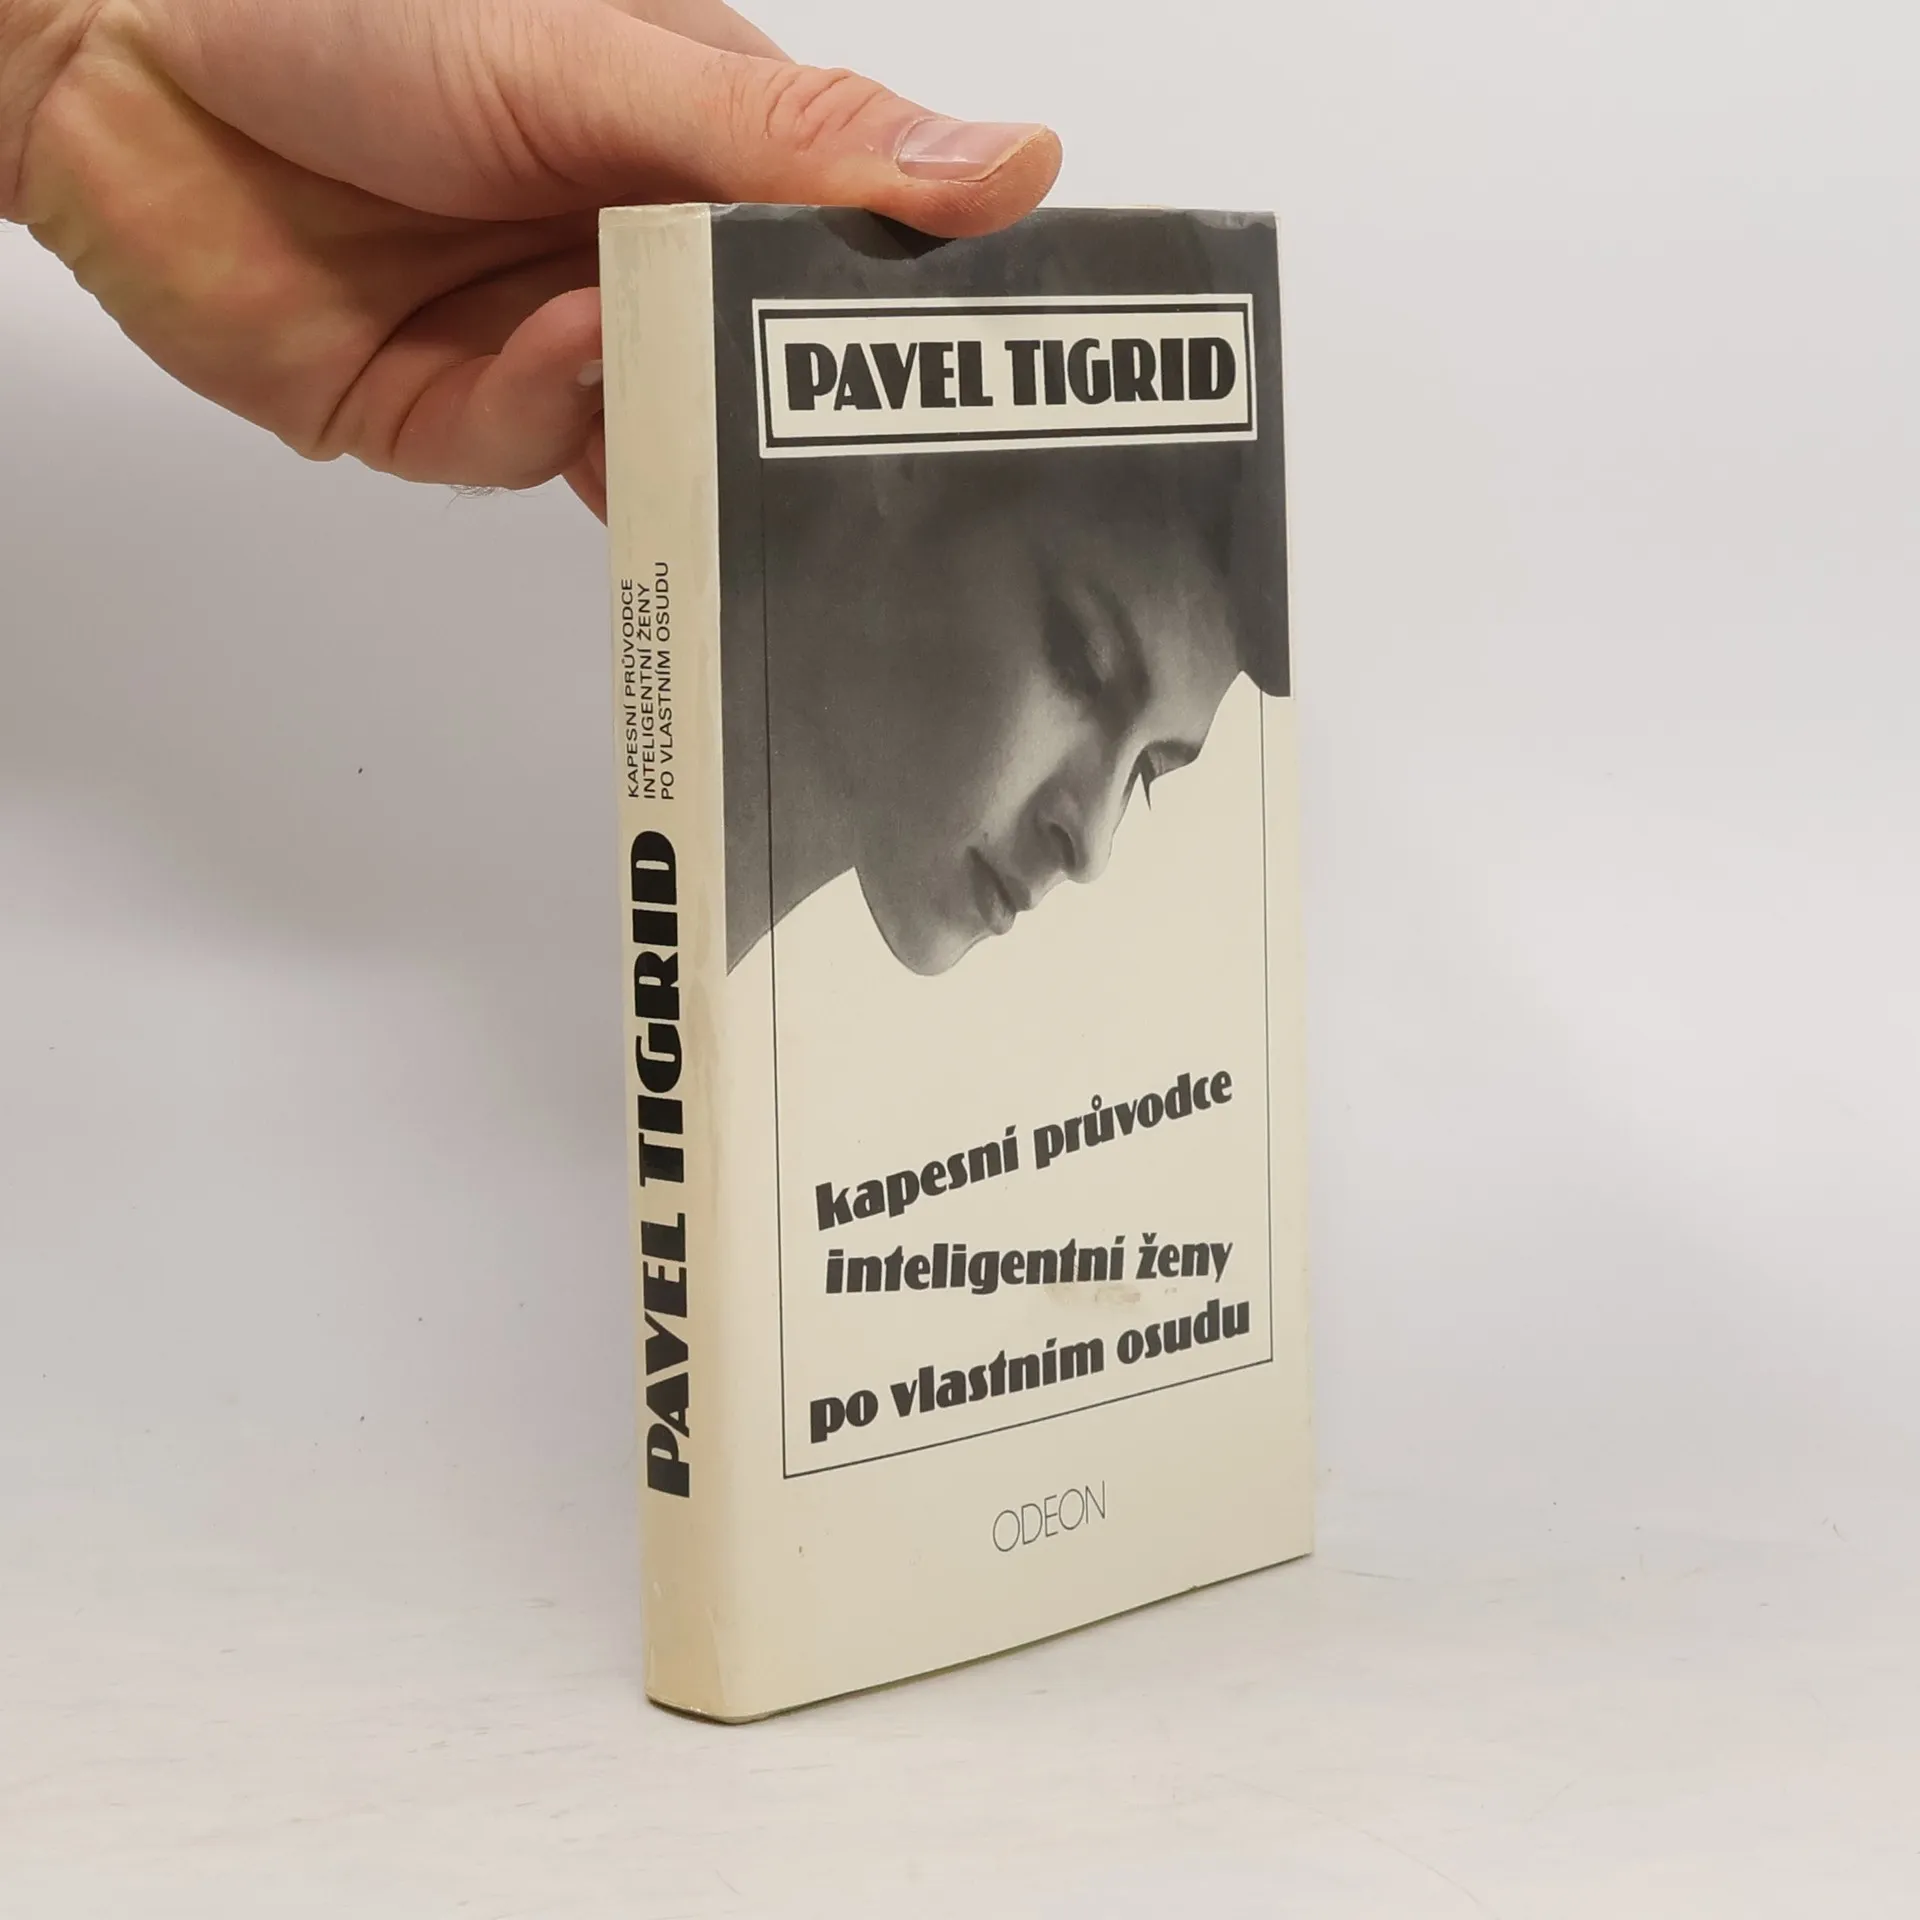 PAVEL TIGRID
kapesní průvodce
inteligentní ženy
po vlastním osudu
ODEON
PAVEL TIGRID
KAPESNÍ PRŮVODCE
INTELIGENTNÍ ŽENY
PO VLASTNÍM OSUDU